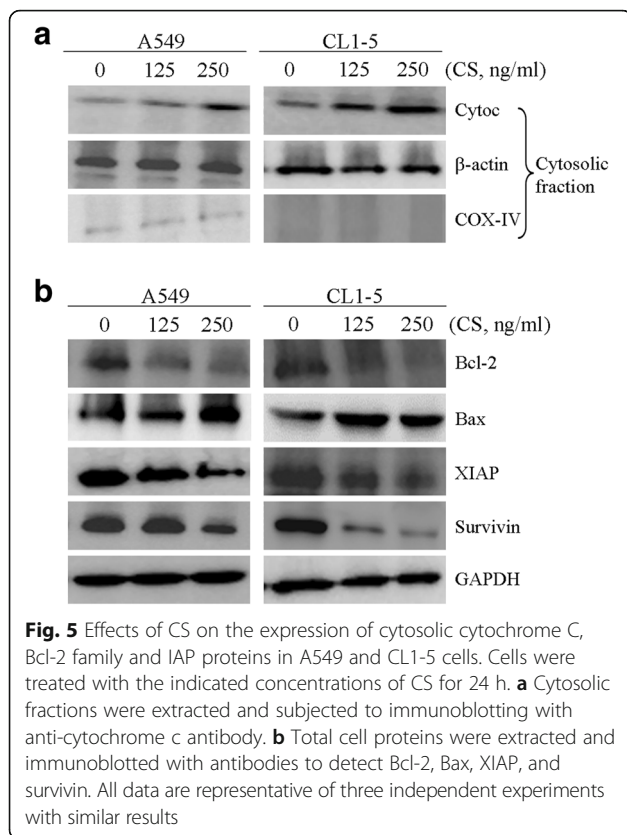 a
A549 CL1-5
0 125 250 0 125 250 (CS, ng/ml)
Cytoc
β-actin
COX-IV
Cytosolic
fraction
b
A549 CL1-5
0 125 250 0 125 250 (CS, ng/ml)
Bcl-2
Bax
XIAP
Survivin
GAPDH
Fig. 5 Effects of CS on the expression of cytosolic cytochrome C,
Bcl-2 family and IAP proteins in A549 and CL1-5 cells. Cells were
treated with the indicated concentrations of CS for 24 h. a Cytosolic
fractions were extracted and subjected to immunoblotting with
anti-cytochrome c antibody. b Total cell proteins were extracted and
immunoblotted with antibodies to detect Bcl-2, Bax, XIAP, and
survivin. All data are representative of three independent experiments
with similar results